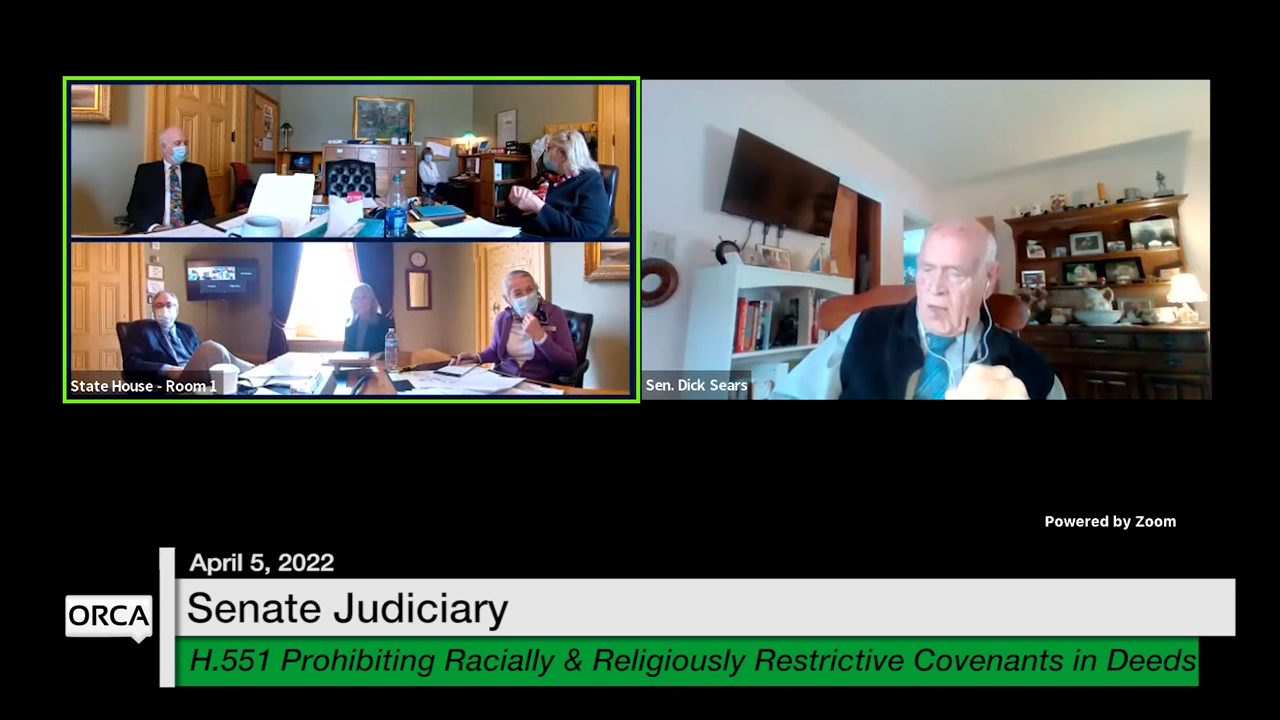 State House - Room 1
Sen. Dick Sears
Powered by Zoom
April 5, 2022
ORCA
Senate Judiciary
H.551 Prohibiting Racially & Religiously Restrictive Covenants in Deeds